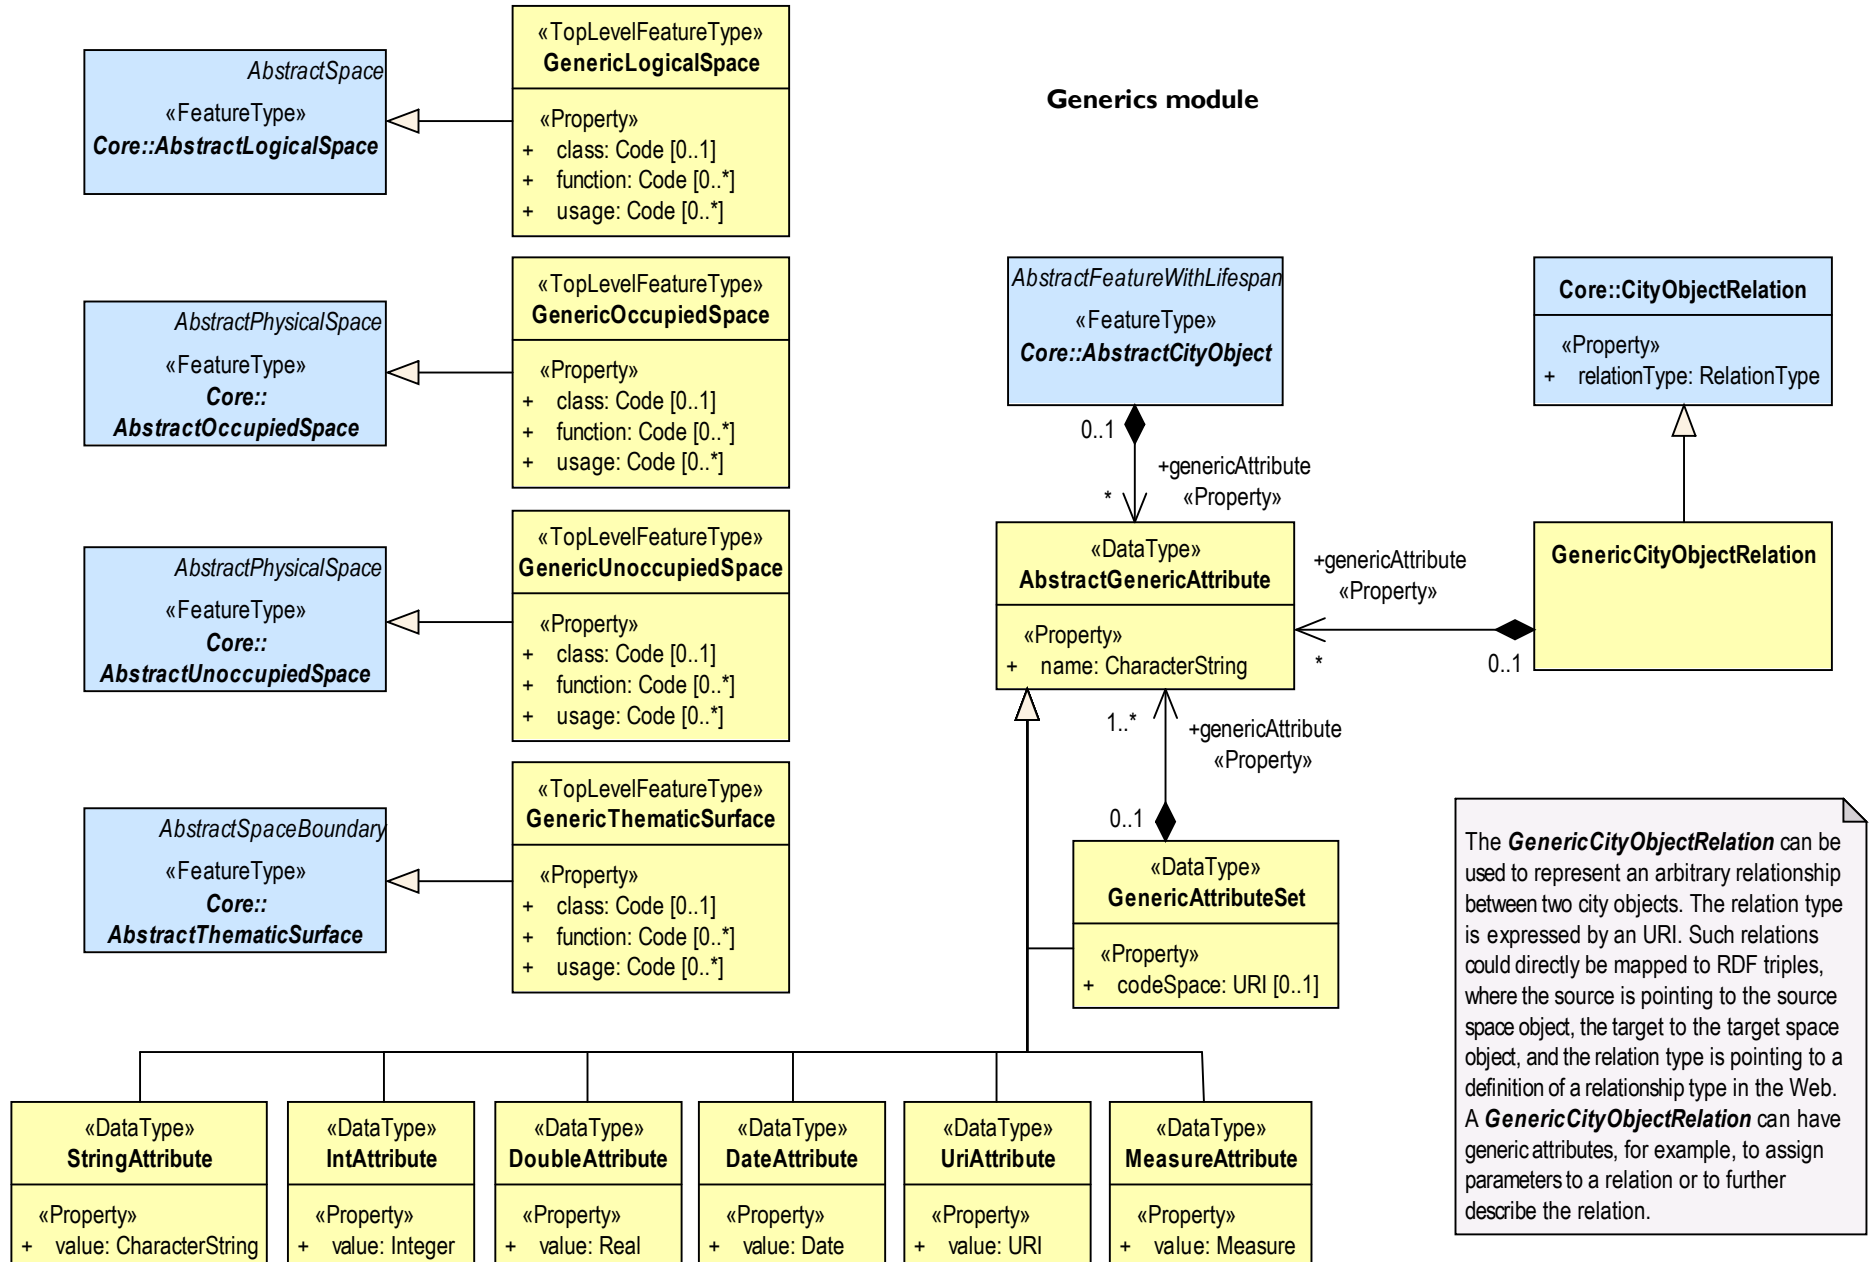 Generics module
AbstractSpace
«FeatureType»
Core::AbstractLogicalSpace
«TopLevelFeatureType»
GenericLogicalSpace
«Property»
+ class: Code [0..1]
+ function: Code [0..*]
+ usage: Code [0..*]
AbstractPhysicalSpace
«FeatureType»
Core::
AbstractOccupiedSpace
«TopLevelFeatureType»
GenericOccupiedSpace
«Property»
+ class: Code [0..1]
+ function: Code [0..*]
+ usage: Code [0..*]
AbstractPhysicalSpace
«FeatureType»
Core::
AbstractUnoccupiedSpace
«TopLevelFeatureType»
GenericUnoccupiedSpace
«Property»
+ class: Code [0..1]
+ function: Code [0..*]
+ usage: Code [0..*]
AbstractSpaceBoundary
«FeatureType»
Core::
AbstractThematicSurface
«TopLevelFeatureType»
GenericThematicSurface
«Property»
+ class: Code [0..1]
+ function: Code [0..*]
+ usage: Code [0..*]
AbstractFeatureWithLifespan
«FeatureType»
Core::AbstractCityObject
0..1
+genericAttribute
«Property»
*
Core::CityObjectRelation
«Property»
+ relationType: RelationType
«DataType»
AbstractGenericAttribute
«Property»
+ name: CharacterString
+genericAttribute
«Property»
*
0..1
GenericCityObjectRelation
1..*
+genericAttribute
«Property»
0..1
«DataType»
GenericAttributeSet
«Property»
+ codeSpace: URI [0..1]
The GenericCityObjectRelation can be
used to represent an arbitrary relationship
between two city objects. The relation type
is expressed by an URI. Such relations
could directly be mapped to RDF triples,
where the source is pointing to the source
space object, the target to the target space
object, and the relation type is pointing to a
definition of a relationship type in the Web.
A GenericCityObjectRelation can have
generic attributes, for example, to assign
parameters to a relation or to further
describe the relation.
«DataType»
StringAttribute
«Property»
+ value: CharacterString
«DataType»
IntAttribute
«Property»
+ value: Integer
«DataType»
DoubleAttribute
«Property»
+ value: Real
«DataType»
DateAttribute
«Property»
+ value: Date
«DataType»
UriAttribute
«Property»
+ value: URI
«DataType»
MeasureAttribute
«Property»
+ value: Measure